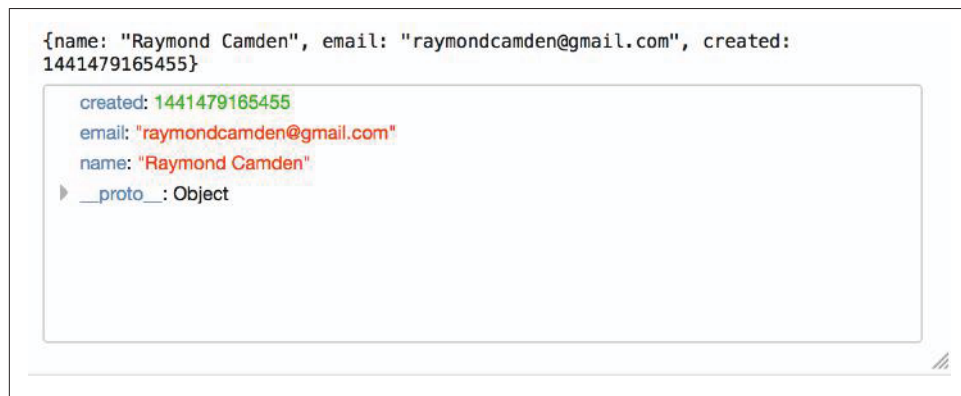 {name: "Raymond Camden", email: "raymondcamden@gmail.com", created:
1441479165455}
created: 1441479165455
email: "raymondcamden@gmail.com"
name: "Raymond Camden"
__proto__: Object